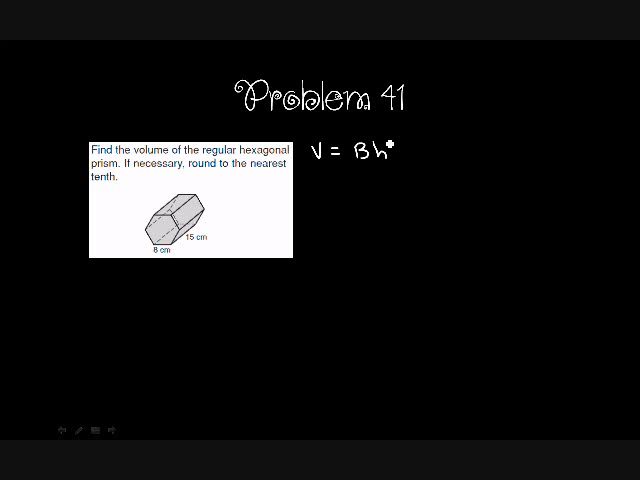 Problem 41
Find the volume of the regular hexagonal
prism. If necessary, round to the nearest
tenth.
15 cm
8 cm
V = Bh